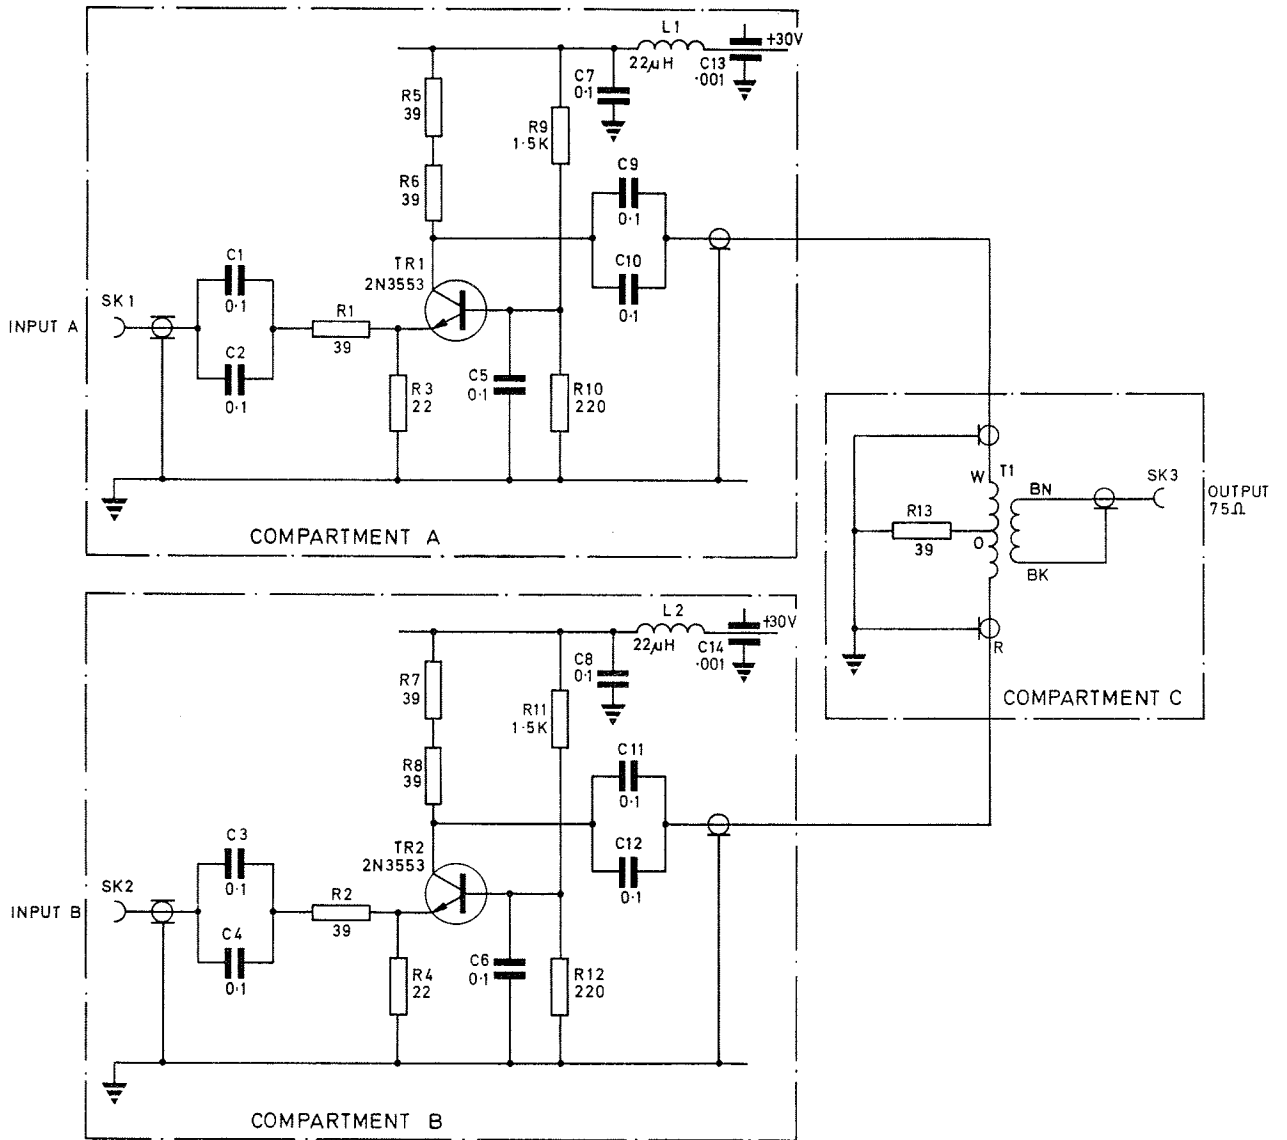 L1
+30V
22µH
C13
·001
C7
0·1
R5
39
R9
1·5K
R6
39
C9
0·1
C10
0·1
TR1
2N3553
C1
0·1
SK1
INPUT A
R1
39
C2
0·1
R3
22
C5
0·1
R10
220
COMPARTMENT A
W
T1
BN
SK3
OUTPUT
75Ω
R13
39
O
BK
R
COMPARTMENT C
L2
+30V
22µH
C14
·001
C8
0·1
R7
39
R11
1·5K
R8
39
C11
0·1
C12
0·1
TR2
2N3553
C3
0·1
SK2
INPUT B
R2
39
C4
0·1
R4
22
C6
0·1
R12
220
COMPARTMENT B